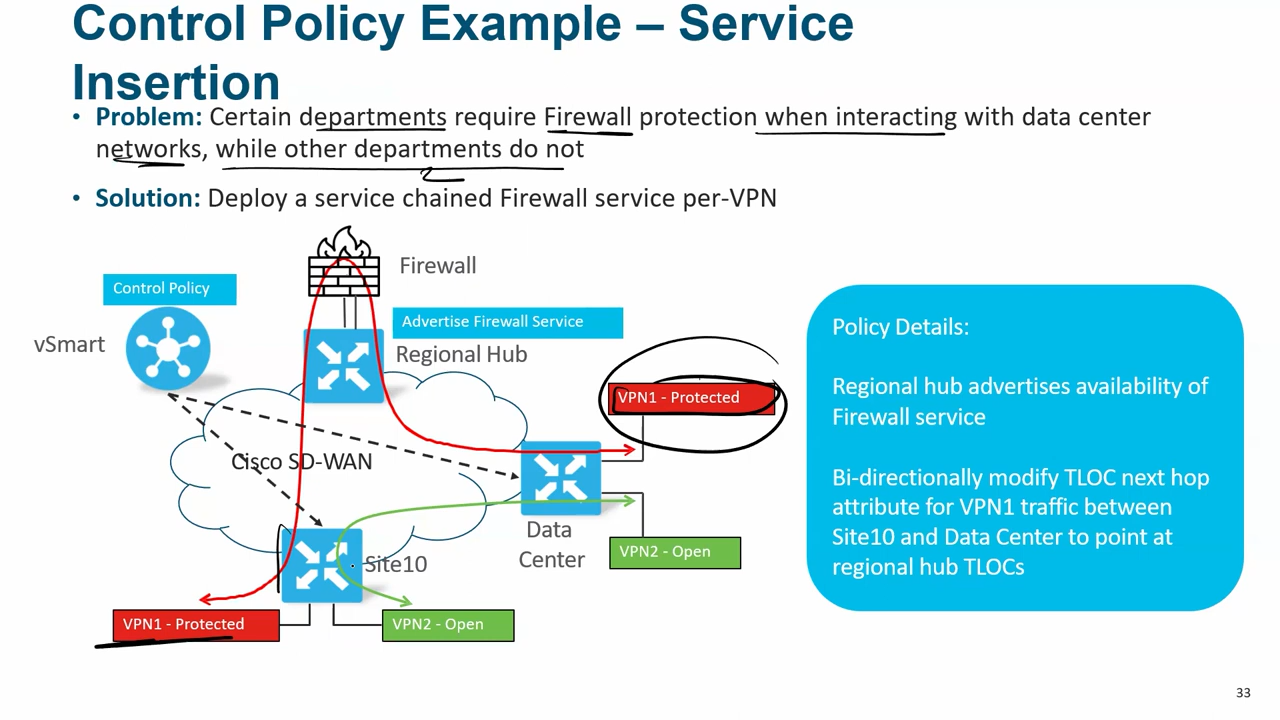 Control Policy Example – Service
Insertion
• Problem: Certain departments require Firewall protection when interacting with data center
networks, while other departments do not
• Solution: Deploy a service chained Firewall service per-VPN
Firewall
Control Policy
Advertise Firewall Service
vSmart
Regional Hub
VPN1 - Protected
Cisco SD-WAN
Data
Center
VPN2 - Open
Site10
VPN1 - Protected
VPN2 - Open
Policy Details:
Regional hub advertises availability of
Firewall service
Bi-directionally modify TLOC next hop
attribute for VPN1 traffic between
Site10 and Data Center to point at
regional hub TLOCs
33